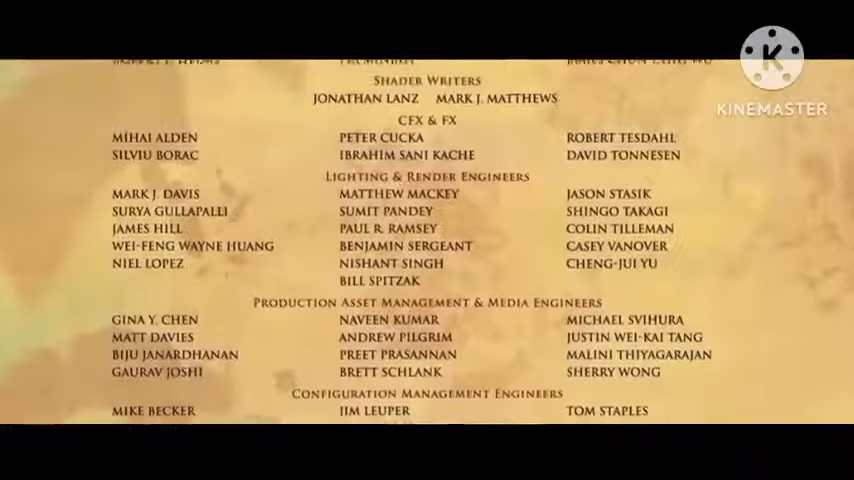 K
KINEMASTER
SHADER WRITERS
JONATHAN LANZ MARK J. MATTHEWS
CFX & FX
MIHAI ALDEN PETER CUCKA ROBERT TESDAHL
SILVIU BORAC IBRAHIM SANI KACHE DAVID TONNESEN
LIGHTING & RENDER ENGINEERS
MARK J. DAVIS MATTHEW MACKEY JASON STASIK
SURYA GULLAPALLI SUMIT PANDEY SHINGO TAKAGI
JAMES HILL PAUL R. RAMSEY COLIN TILLEMAN
WEI-FENG WAYNE HUANG BENJAMIN SERGEANT CASEY VANOVER
NIEL LOPEZ NISHANT SINGH CHENG-JUI YU
BILL SPITZAK
PRODUCTION ASSET MANAGEMENT & MEDIA ENGINEERS
GINA Y. CHEN NAVEEN KUMAR MICHAEL SVIHURA
MATT DAVIES ANDREW PILGRIM JUSTIN WEI-KAI TANG
BIJU JANARDHANAN PREET PRASANNAN MALINI THIYAGARAJAN
GAURAV JOSHI BRETT SCHLANK SHERRY WONG
CONFIGURATION MANAGEMENT ENGINEERS
MIKE BECKER JIM LEUPER TOM STAPLES